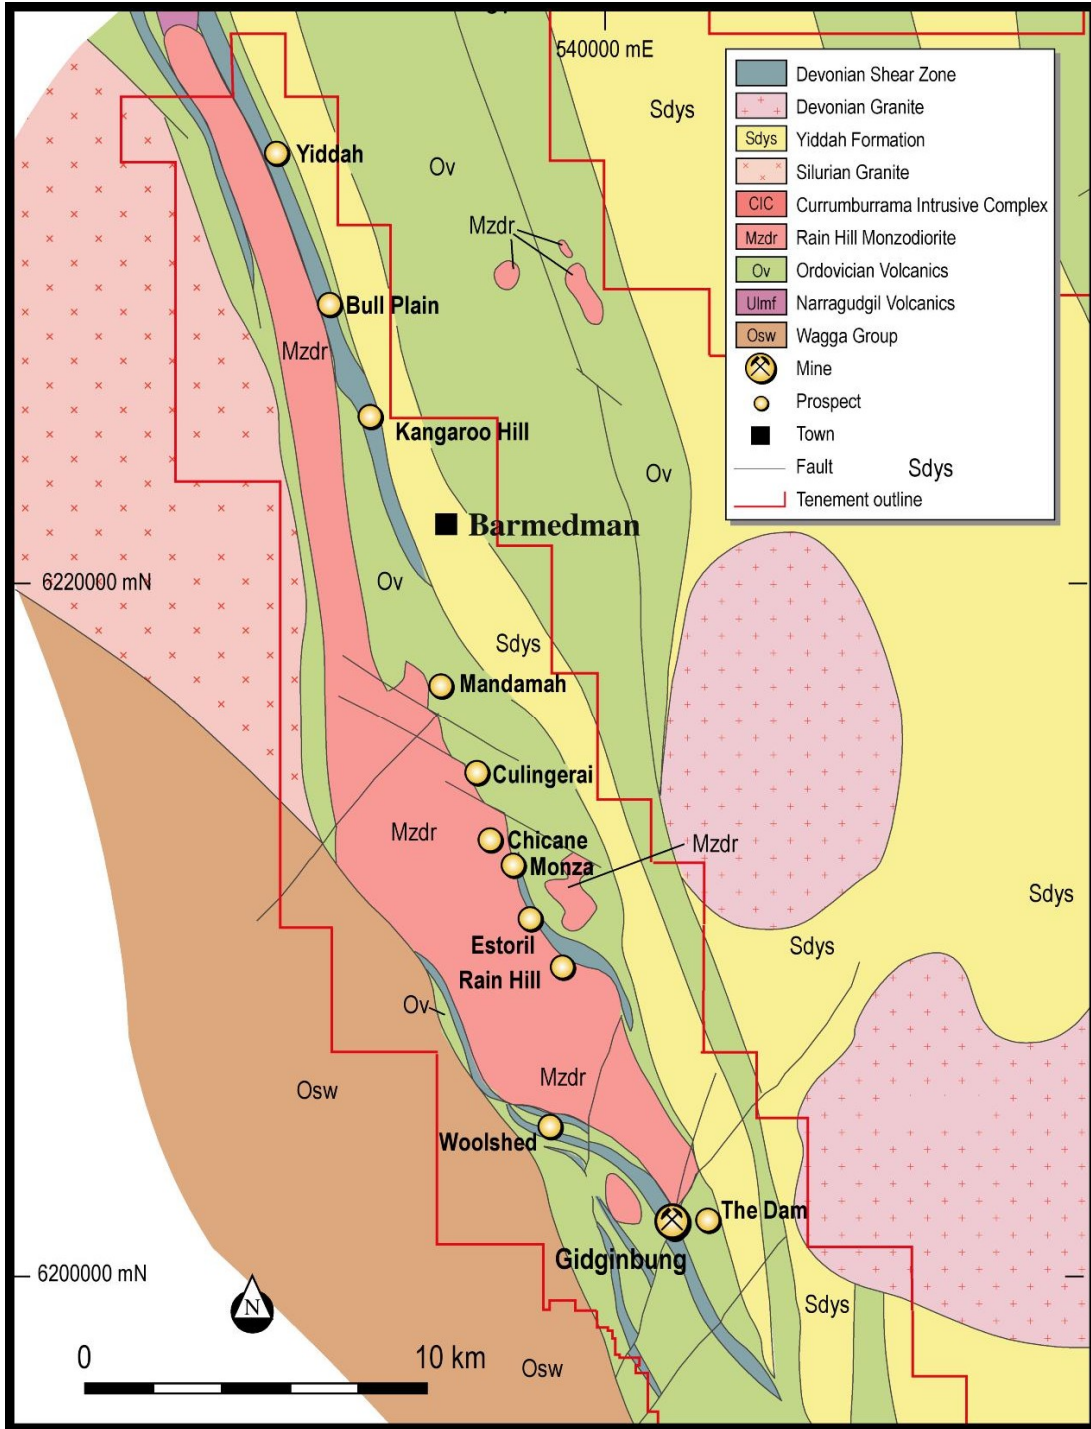 540000 mE
Devonian Shear Zone
Devonian Granite
Sdys Yiddah Formation
Silurian Granite
CIC Currumburrama Intrusive Complex
Mzdr Rain Hill Monzodiorite
Ov Ordovician Volcanics
Ulmf Narragudgil Volcanics
Osw Wagga Group
Mine
Prospect
Town
Fault
Sdys
Tenement outline
Sdys
Yiddah
Ov
Mzdr
Bull Plain
Mzdr
Kangaroo Hill
Ov
Barmedman
6220000 mN
Ov
Sdys
Mandamah
Culingerai
Mzdr
Chicane
Mzdr
Monza
Sdys
Estoril
Sdys
Rain Hill
Ov
Mzdr
Osw
Woolshed
The Dam
Gidginbung
6200000 mN
N
Sdys
0 10 km
Osw